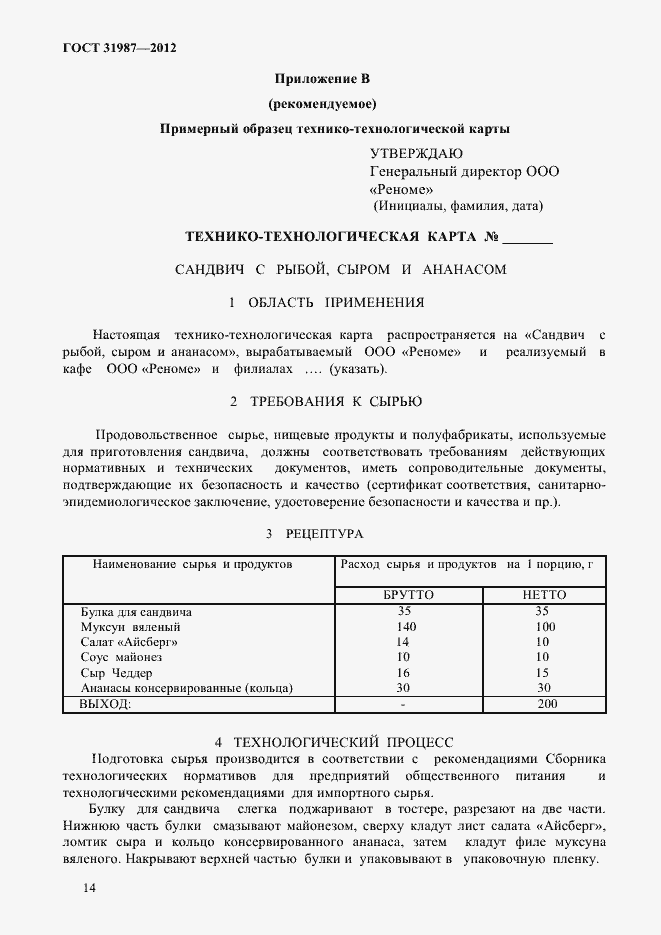 ГОСТ 31987—2012
Приложение В
(рекомендуемое)
Примерный образец технико-технологической карты
УТВЕРЖДАЮ
Генеральный директор ООО
«Реноме»
(Инициалы, фамилия, дата)
ТЕХНИКО-ТЕХНОЛОГИЧЕСКАЯ КАРТА № _______
САНДВИЧ С РЫБОЙ, СЫРОМ И АНАНАСОМ
1 ОБЛАСТЬ ПРИМЕНЕНИЯ
Настоящая технико-технологическая карта распространяется на «Сандвич с
рыбой, сыром и ананасом», вырабатываемый ООО «Реноме» и реализуемый в
кафе ООО «Реноме» и филиалах …. (указать).
2 ТРЕБОВАНИЯ К СЫРЬЮ
Продовольственное сырье, нищевые продукты и полуфабрикаты, используемые
для приготовления сандвича, должны соответствовать требованиям действующих
нормативных и технических документов, иметь сопроводительные документы,
подтверждающие их безопасность и качество (сертификат соответствия, санитарно-
эпидемиологическое заключение, удостоверение безопасности и качества и пр.).
3 РЕЦЕПТУРА
Наименование сырья и продуктов Расход сырья и продуктов на 1 порцию, г
БРУТТО НЕТТО
Булка для сандвича 35 35
Муксун вяленый 140 100
Салат «Айсберг» 14 10
Соус майонез 10 10
Сыр Чеддер 16 15
Ананасы консервированные (кольца) 30 30
ВЫХОД: - 200
4 ТЕХНОЛОГИЧЕСКИЙ ПРОЦЕСС
Подготовка сырья производится в соответствии с рекомендациями Сборника
технологических нормативов для предприятий общественного питания и
технологическими рекомендациями для импортного сырья.
Булку для сандвича слегка поджаривают в тостере, разрезают на две части.
Нижнюю часть булки смазывают майонезом, сверху кладут лист салата «Айсберг»,
ломтик сыра и кольцо консервированного ананаса, затем кладут филе муксуна
вяленого. Накрывают верхней частью булки и упаковывают в упаковочную пленку.
14